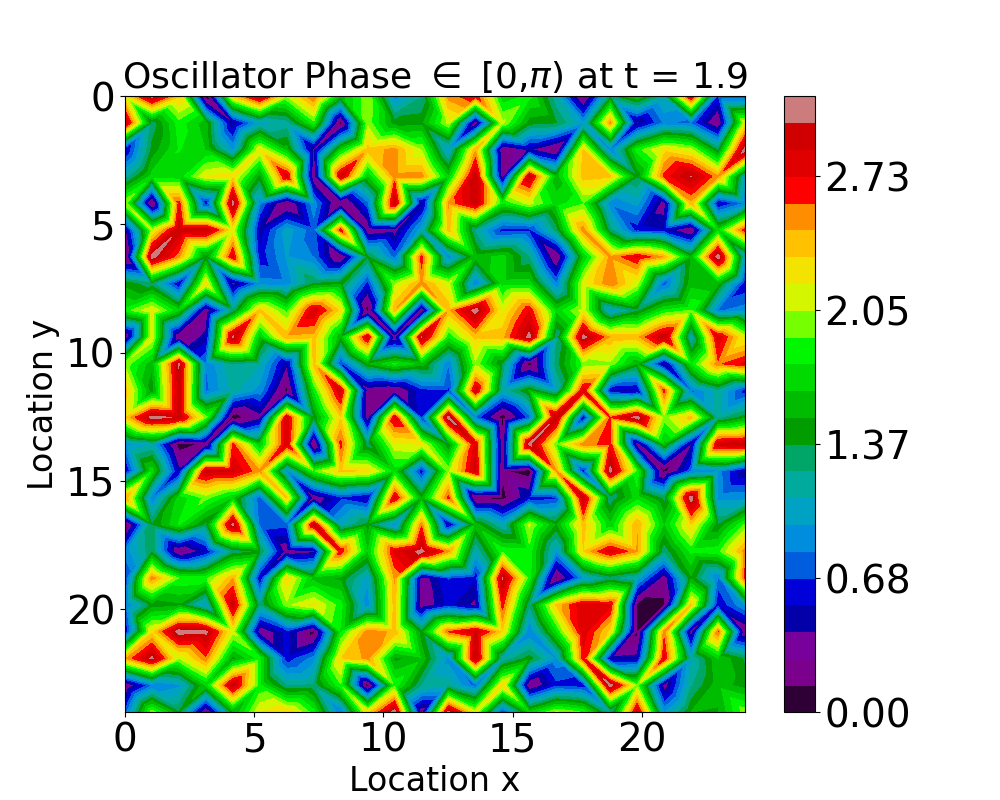 Oscillator Phase ∈ [0,π) at t = 1.9
0
5
10
15
20
Location y
0 5 10 15 20
Location x
2.73
2.05
1.37
0.68
0.00